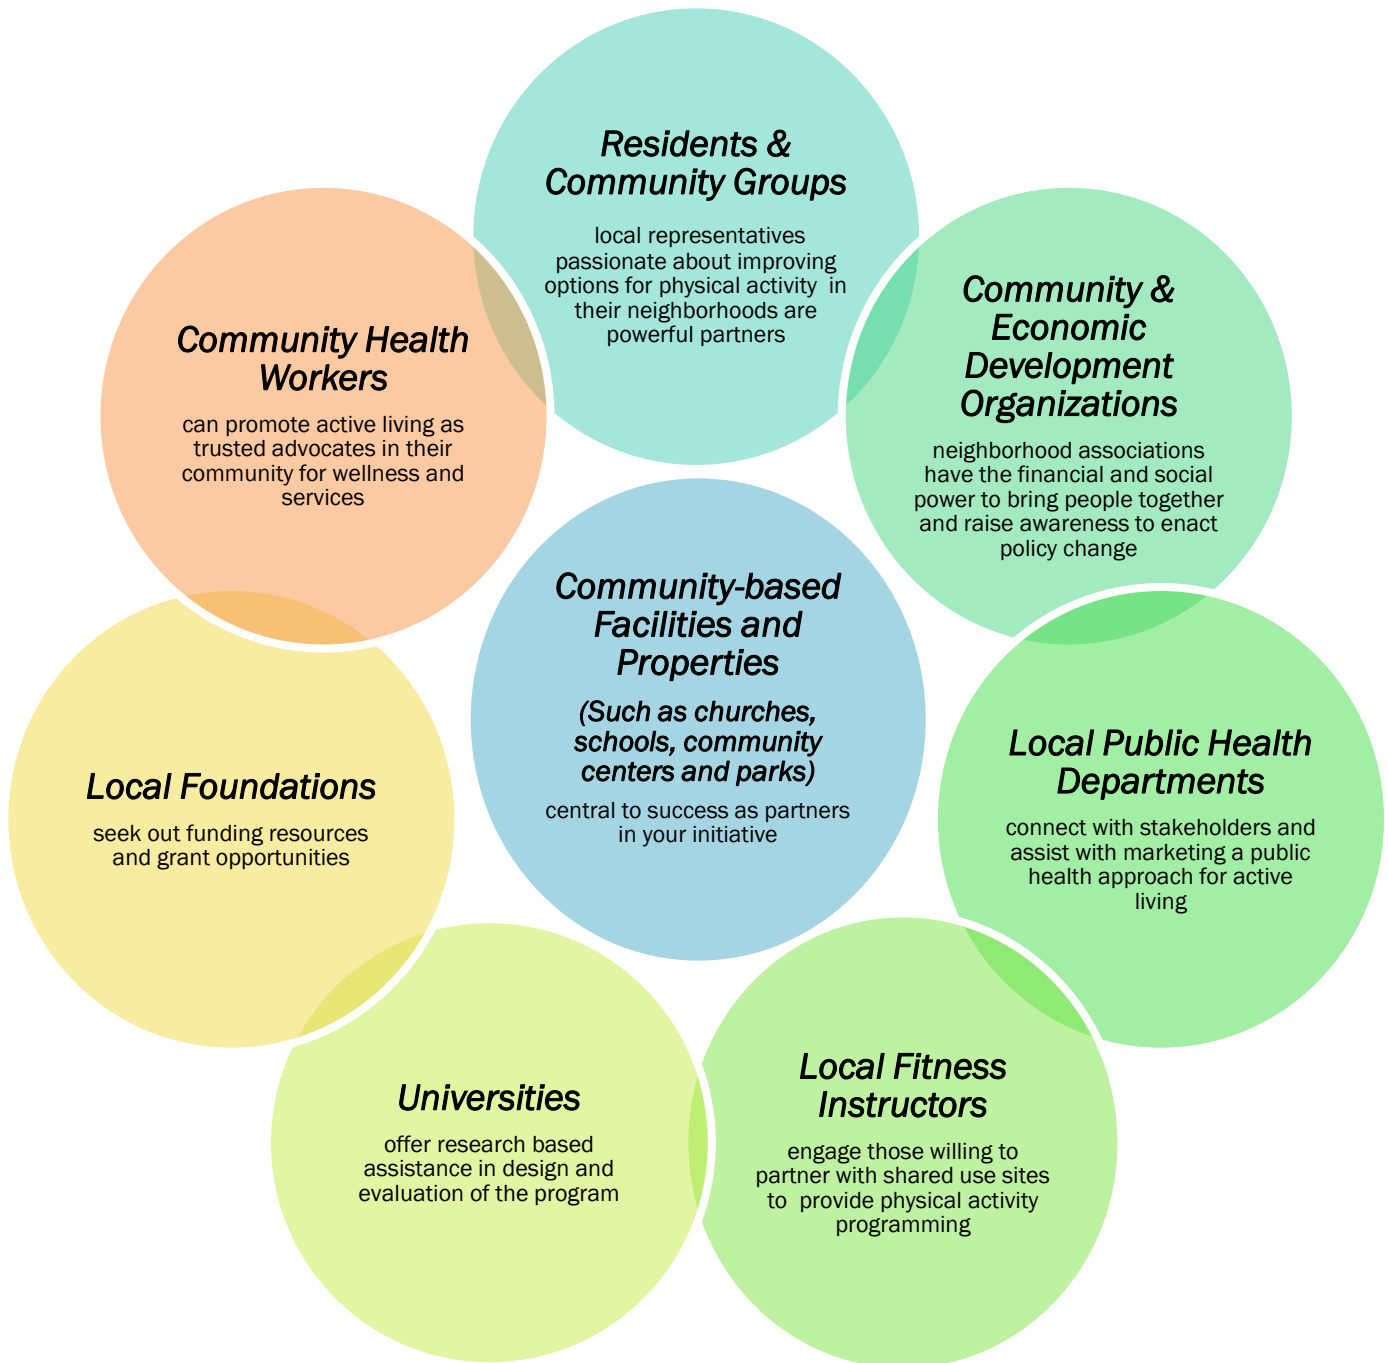 Residents &
Community Groups
local representatives
passionate about improving
options for physical activity  in
their neighborhoods are
powerful partners
Community &
Economic
Development
Organizations
neighborhood associations
have the financial and social
power to bring people together
and raise awareness to enact
policy change
Local Public Health
Departments
connect with stakeholders and
assist with marketing a public
health approach for active
living
Local Fitness
Instructors
engage those willing to
partner with shared use sites
to  provide physical activity
programming
Universities
offer research based
assistance in design and
evaluation of the program
Local Foundations
seek out funding resources
and grant opportunities
Community Health
Workers
can promote active living as
trusted advocates in their
community for wellness and
services
Community-based
Facilities and
Properties
(Such as churches,
schools, community
centers and parks)
central to success as partners
in your initiative